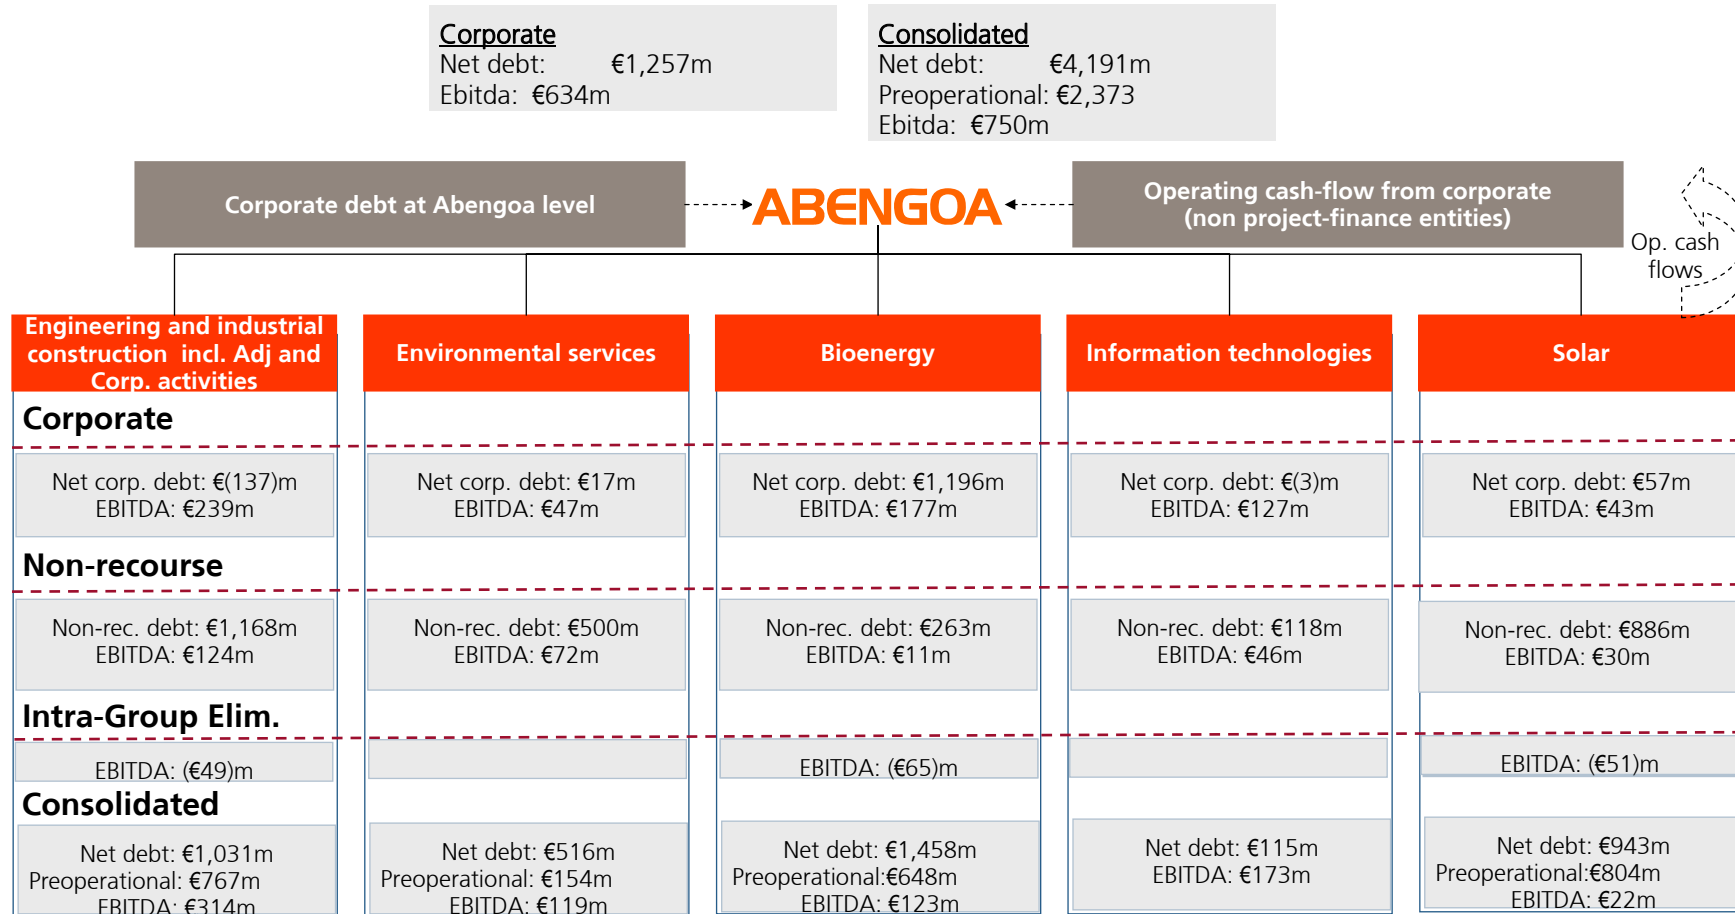 Corporate
Net debt: €1,257m
Ebitda: €634m
Consolidated
Net debt: €4,191m
Preoperational: €2,373
Ebitda: €750m
Corporate debt at Abengoa level
ABENGOA
Operating cash-flow from corporate
(non project-finance entities)
Op. cash
flows
Engineering and industrial
construction incl. Adj and
Corp. activities
Environmental services
Bioenergy
Information technologies
Solar
Corporate
Net corp. debt: €(137)m
EBITDA: €239m
Net corp. debt: €17m
EBITDA: €47m
Net corp. debt: €1,196m
EBITDA: €177m
Net corp. debt: €(3)m
EBITDA: €127m
Net corp. debt: €57m
EBITDA: €43m
Non-recourse
Non-rec. debt: €1,168m
EBITDA: €124m
Non-rec. debt: €500m
EBITDA: €72m
Non-rec. debt: €263m
EBITDA: €11m
Non-rec. debt: €118m
EBITDA: €46m
Non-rec. debt: €886m
EBITDA: €30m
Intra-Group Elim.
EBITDA: (€49)m
EBITDA: (€65)m
EBITDA: (€51)m
Consolidated
Net debt: €1,031m
Preoperational: €767m
EBITDA: €314m
Net debt: €516m
Preoperational: €154m
EBITDA: €119m
Net debt: €1,458m
Preoperational:€648m
EBITDA: €123m
Net debt: €115m
EBITDA: €173m
Net debt: €943m
Preoperational:€804m
EBITDA: €22m